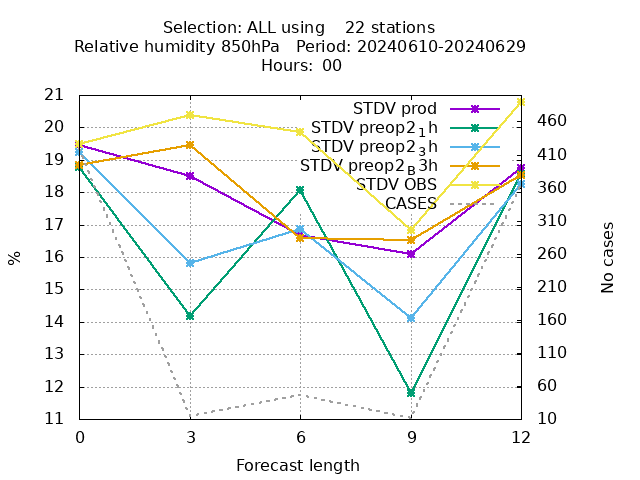 Selection: ALL using    22 stations
Relative humidity 850hPa   Period: 20240610-20240629
Hours: 00
STDV prod
STDV preop2₁h
STDV preop2₃h
STDV preop2_B3h
STDV OBS
CASES
21
20
19
18
17
16
15
14
13
12
11
%
460
410
360
310
260
210
160
110
60
10
No cases
0 3 6 9 12
Forecast length